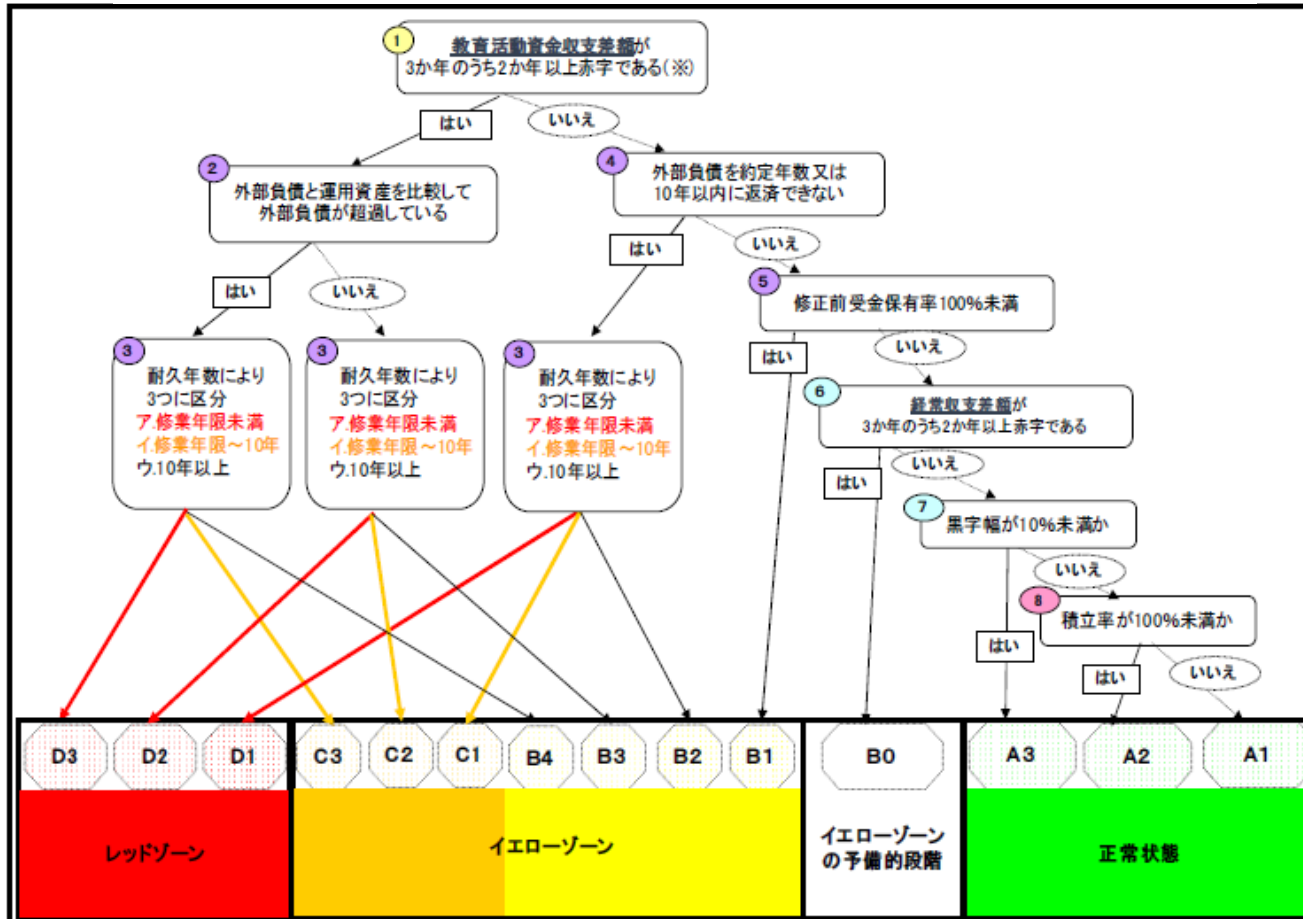 1
教育活動資金収支差額が
3か年のうち2か年以上赤字である(※)
はい
いいえ
2
外部負債と運用資産を比較して
外部負債が超過している
4
外部負債を約定年数又は
10年以内に返済できない
はい
いいえ
はい
いいえ
5
修正前受金保有率100%未満
3
耐久年数により
3つに区分
ア.修業年限未満
イ.修業年限~10年
ウ.10年以上
3
耐久年数により
3つに区分
ア.修業年限未満
イ.修業年限~10年
ウ.10年以上
3
耐久年数により
3つに区分
ア.修業年限未満
イ.修業年限~10年
ウ.10年以上
はい
いいえ
6
経常収支差額が
3か年のうち2か年以上赤字である
はい
いいえ
7
黒字幅が10%未満か
はい
いいえ
8
積立率が100%未満か
はい
いいえ
D3
D2
D1
C3
C2
C1
B4
B3
B2
B1
B0
A3
A2
A1
レッドゾーン
イエローゾーン
イエローゾーン
の予備的段階
正常状態